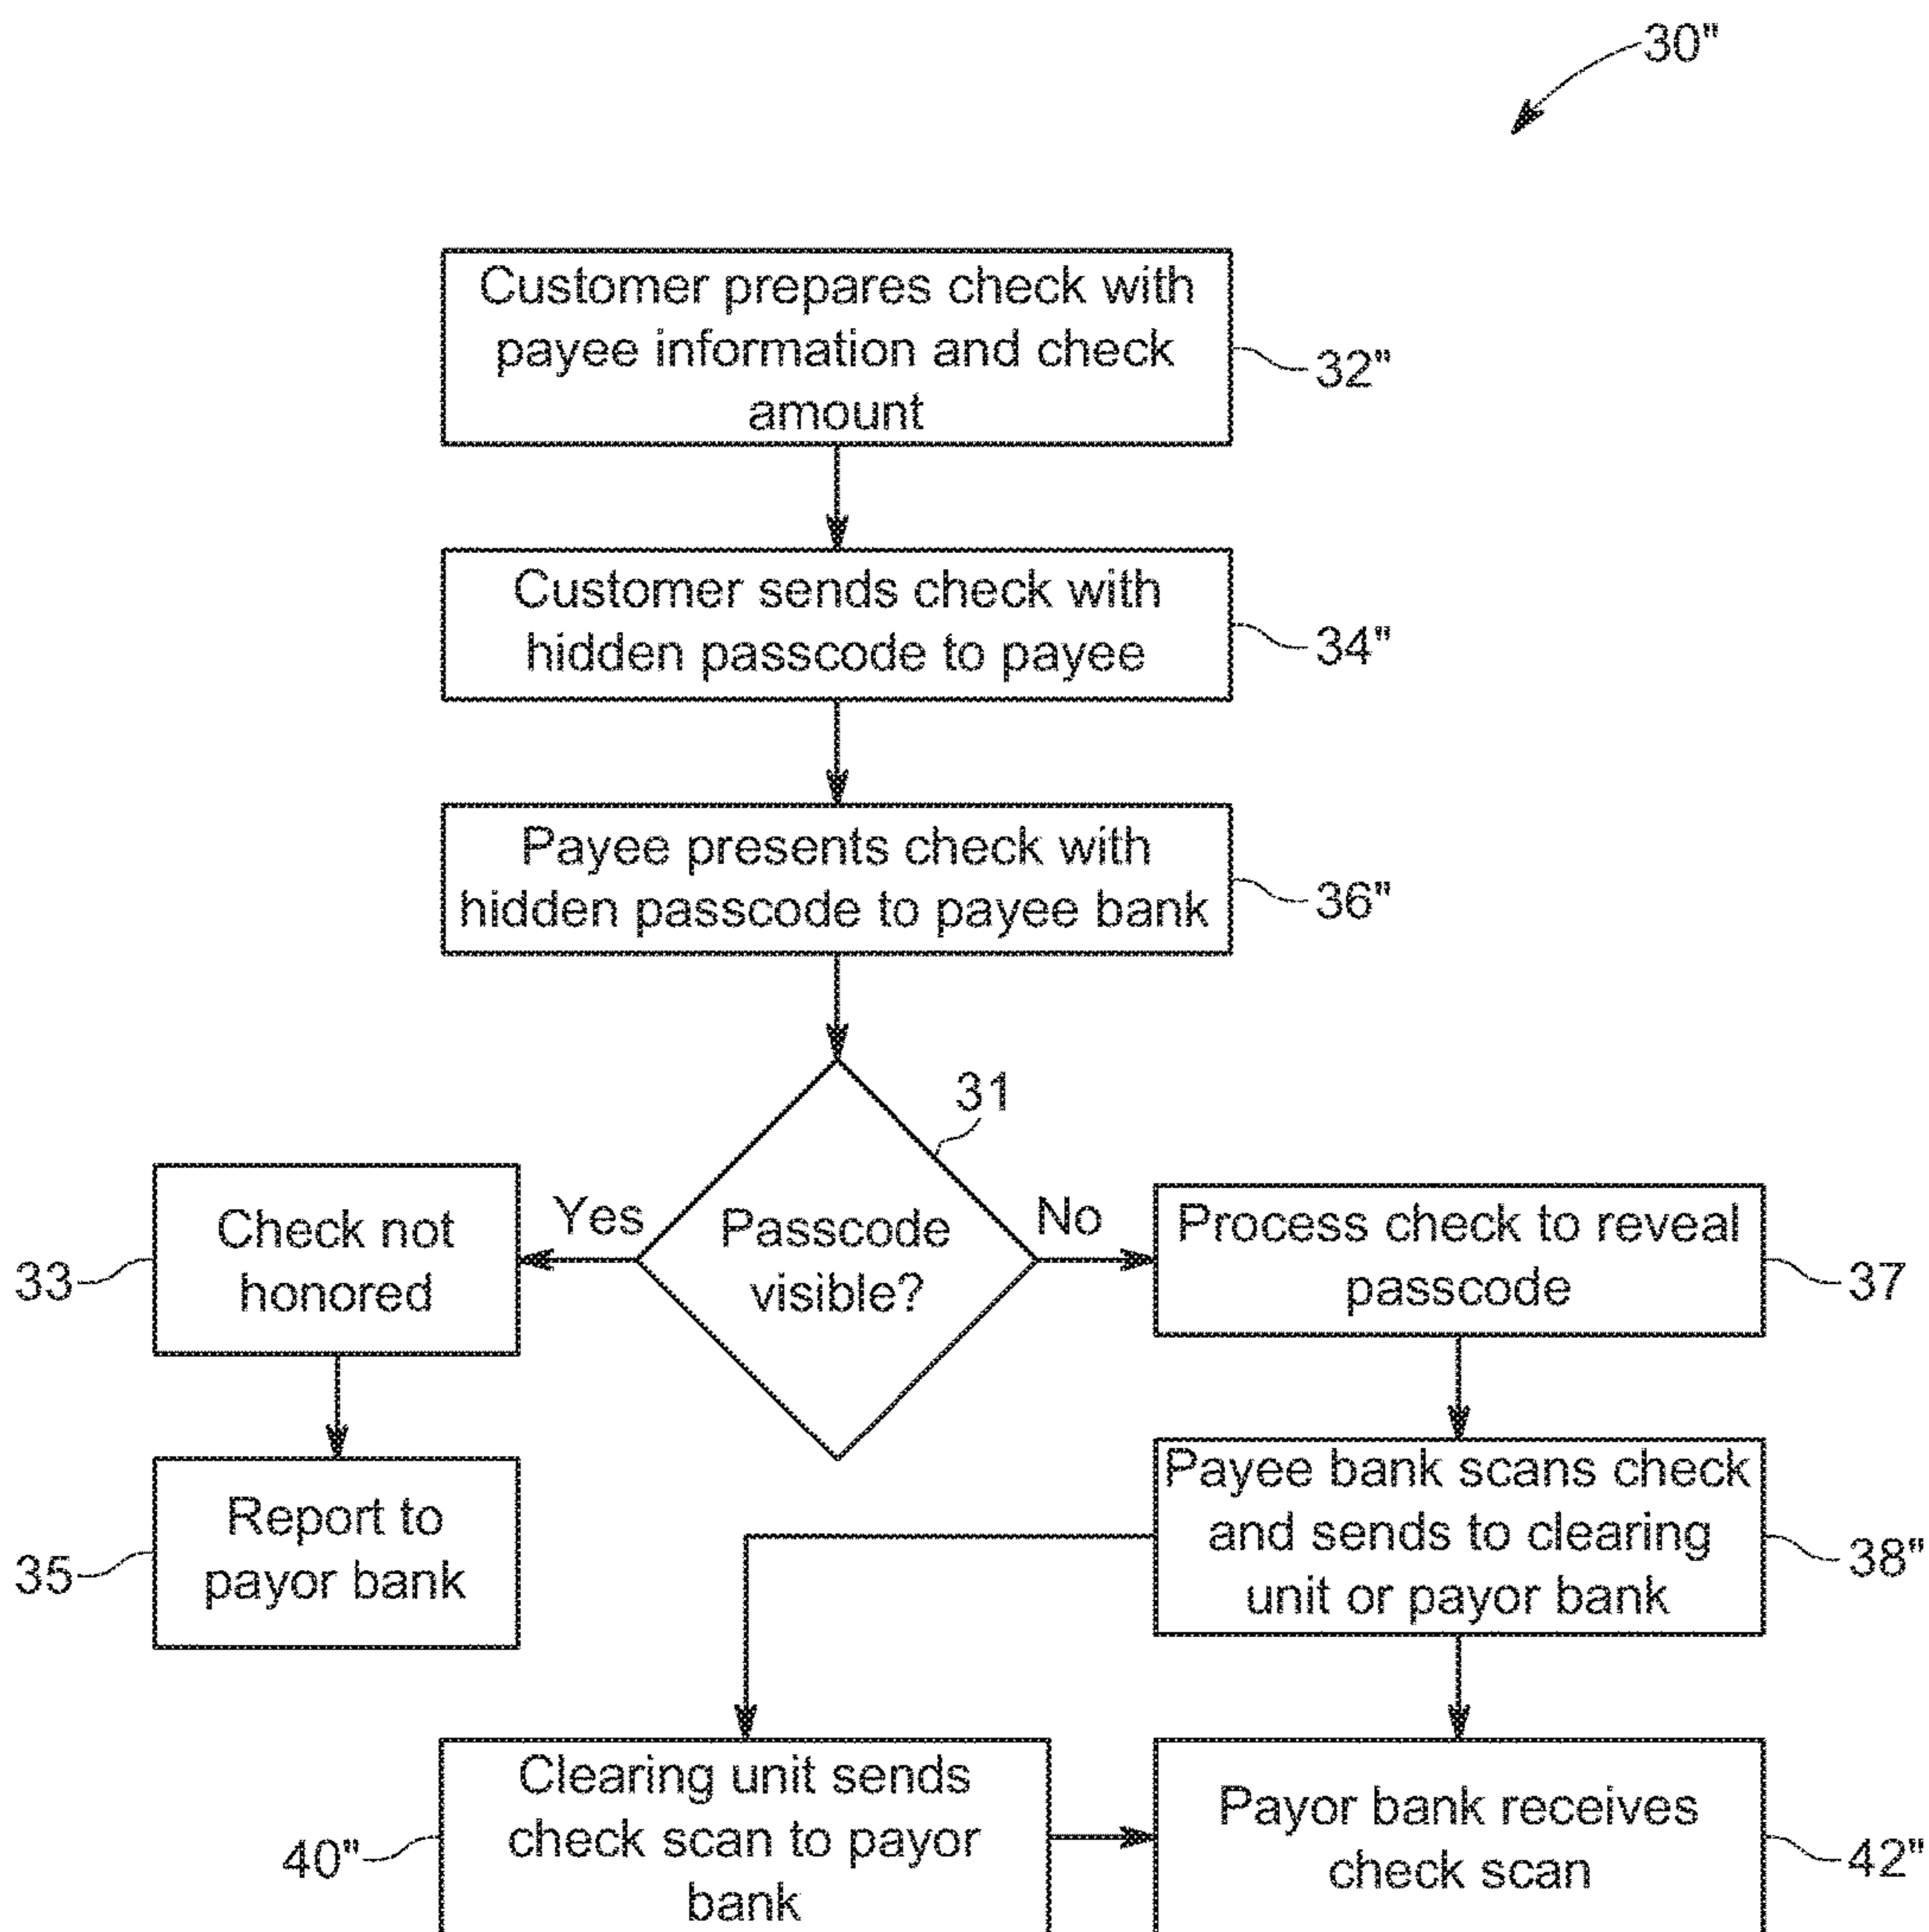 30"
Customer prepares check with
payee information and check
amount
32"
Customer sends check with
hidden passcode to payee
34"
Payee presents check with
hidden passcode to payee bank
36"
31
Passcode
visible?
Yes
No
Check not
honored
33
Process check to reveal
passcode
37
Report to
payor bank
35
Payee bank scans check
and sends to clearing
unit or payor bank
38"
Clearing unit sends
check scan to payor
bank
40"
Payor bank receives
check scan
42"